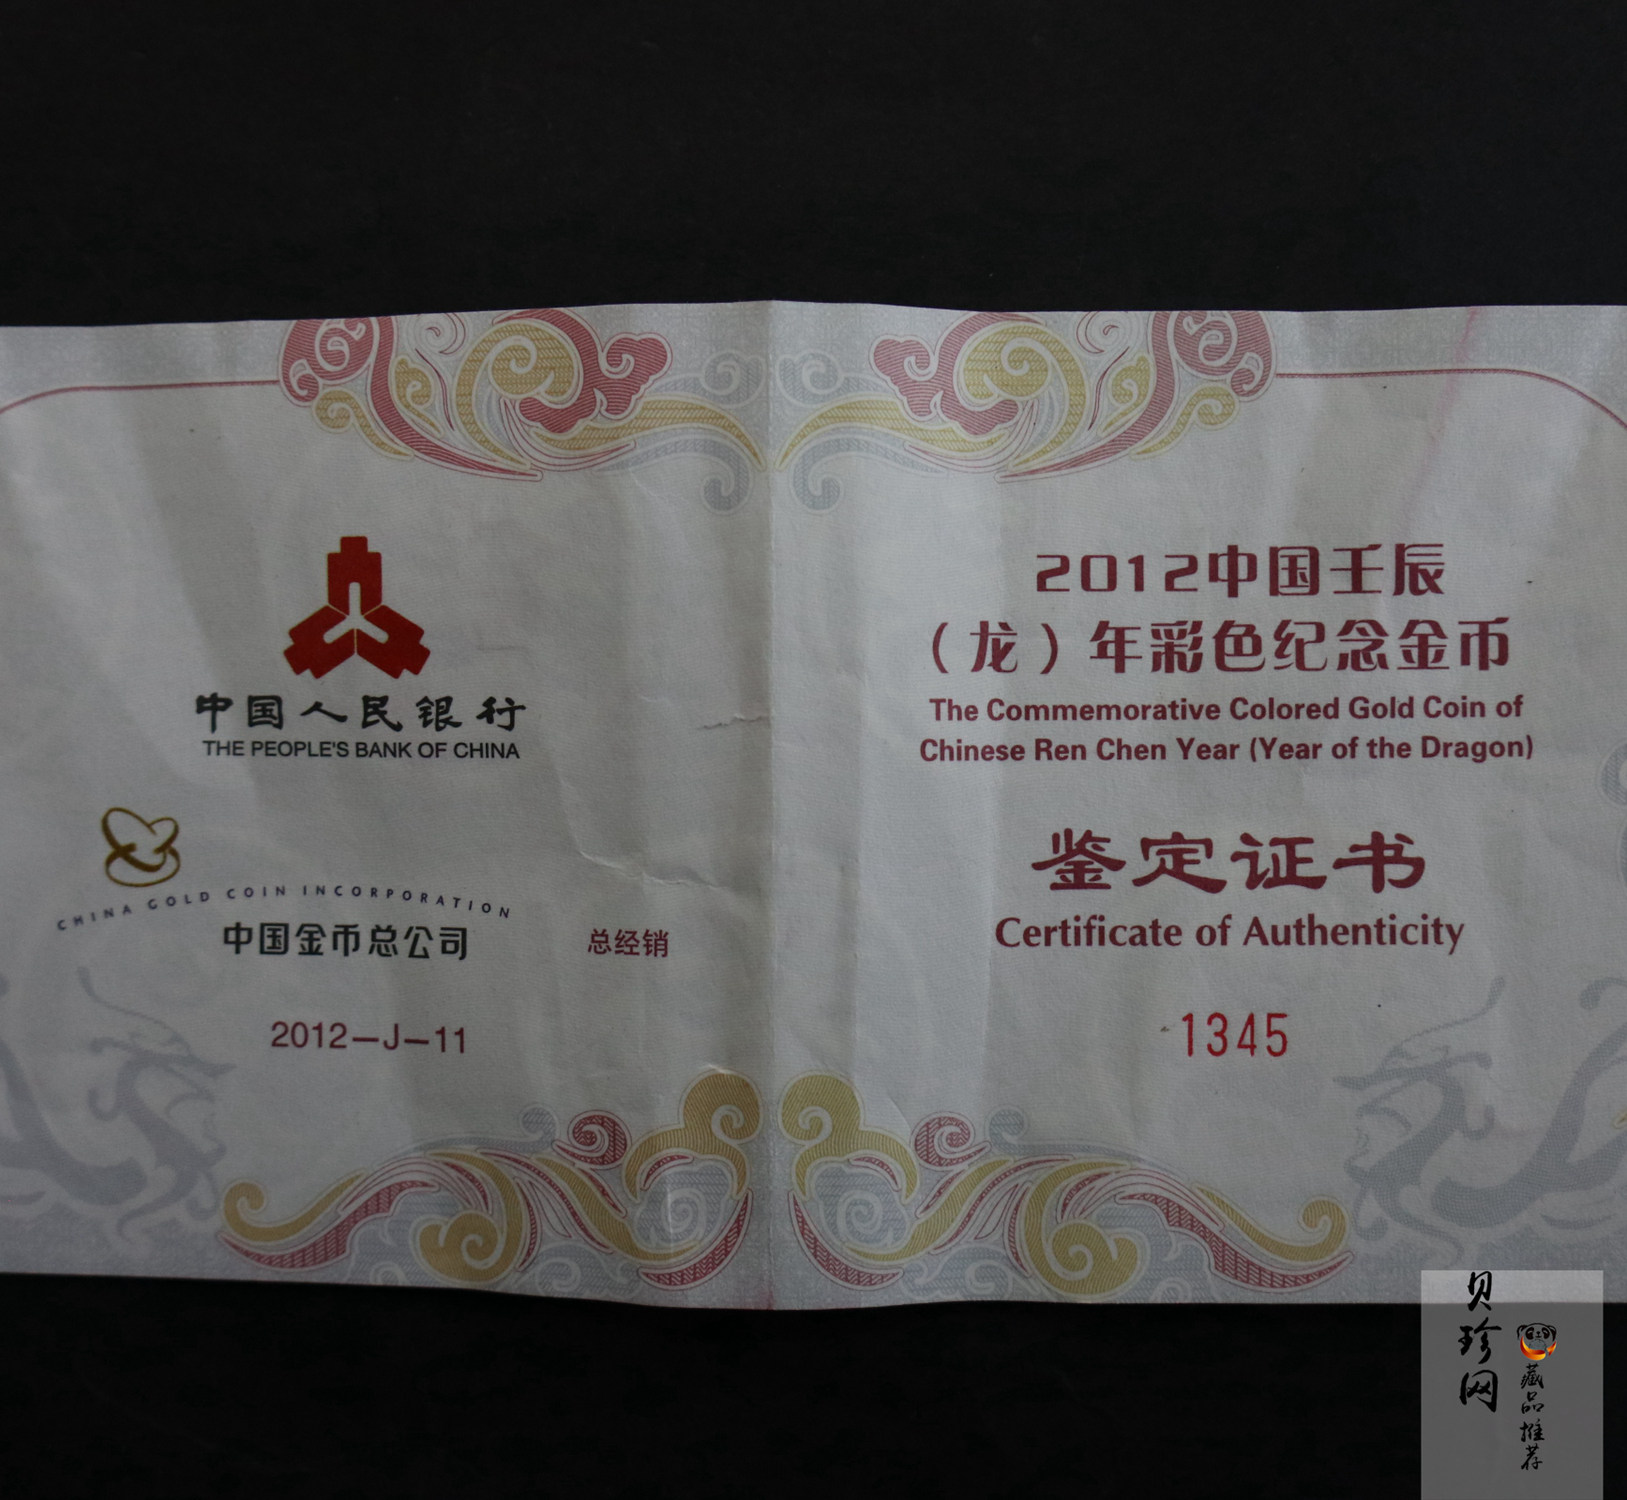 中国人民银行
THE PEOPLE'S BANK OF CHINA
CHINA GOLD COIN INCORPORATION
中国金币总公司
总经销
2012—J—11
2012中国壬辰
（龙）年彩色纪念金币
The Commemorative Colored Gold Coin of
Chinese Ren Chen Year (Year of the Dragon)
鉴定证书
Certificate of Authenticity
1345
贝珍网
藏品推荐